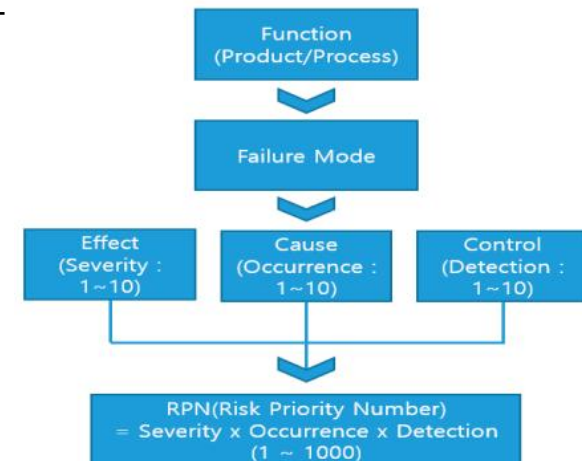 Function
(Product/Process)
Failure Mode
Effect
(Severity :
1~10)
Cause
(Occurrence :
1~10)
Control
(Detection :
1~10)
RPN(Risk Priority Number)
= Severity x Occurrence x Detection
(1 ~ 1000)